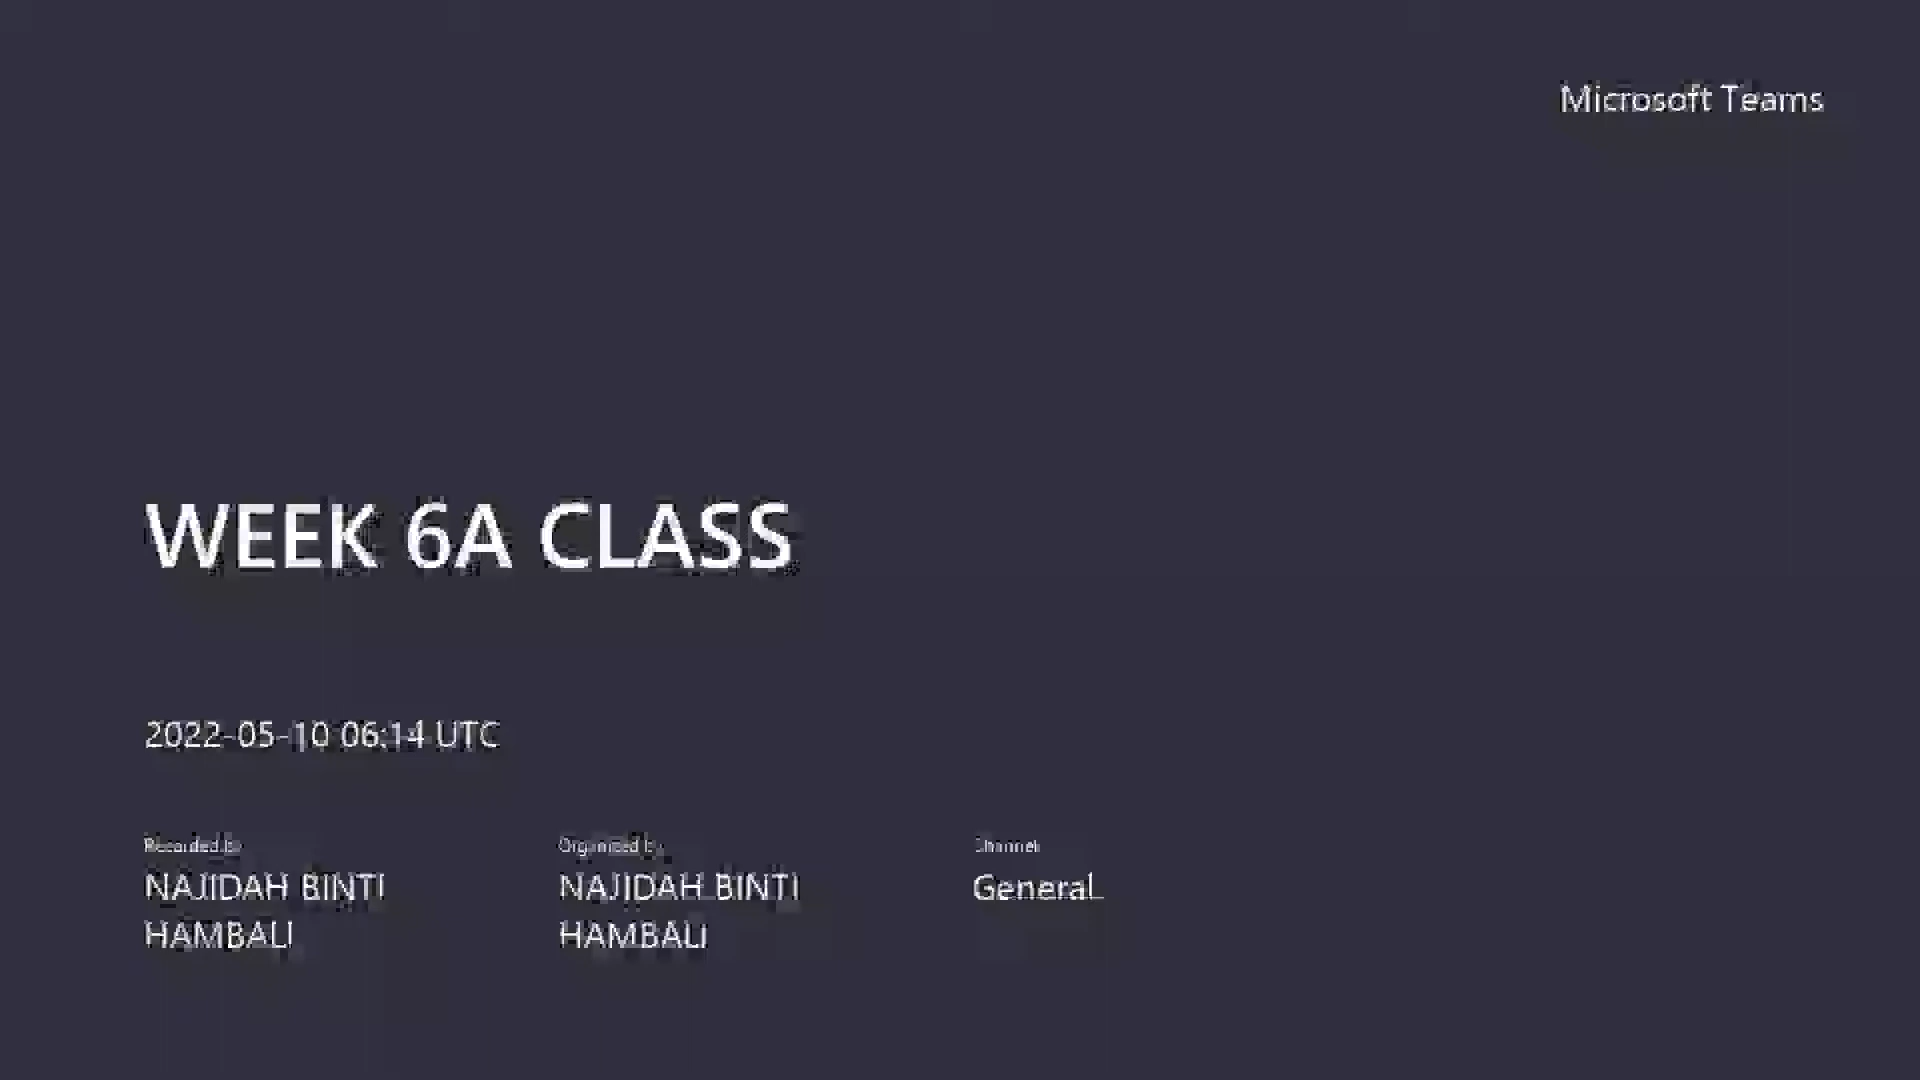 Microsoft Teams
WEEK 6A CLASS
2022-05-10 06:14 UTC
Recorded by
Organized by
Channel
NAJIDAH BINTI
HAMBALI
NAJIDAH BINTI
HAMBALI
General